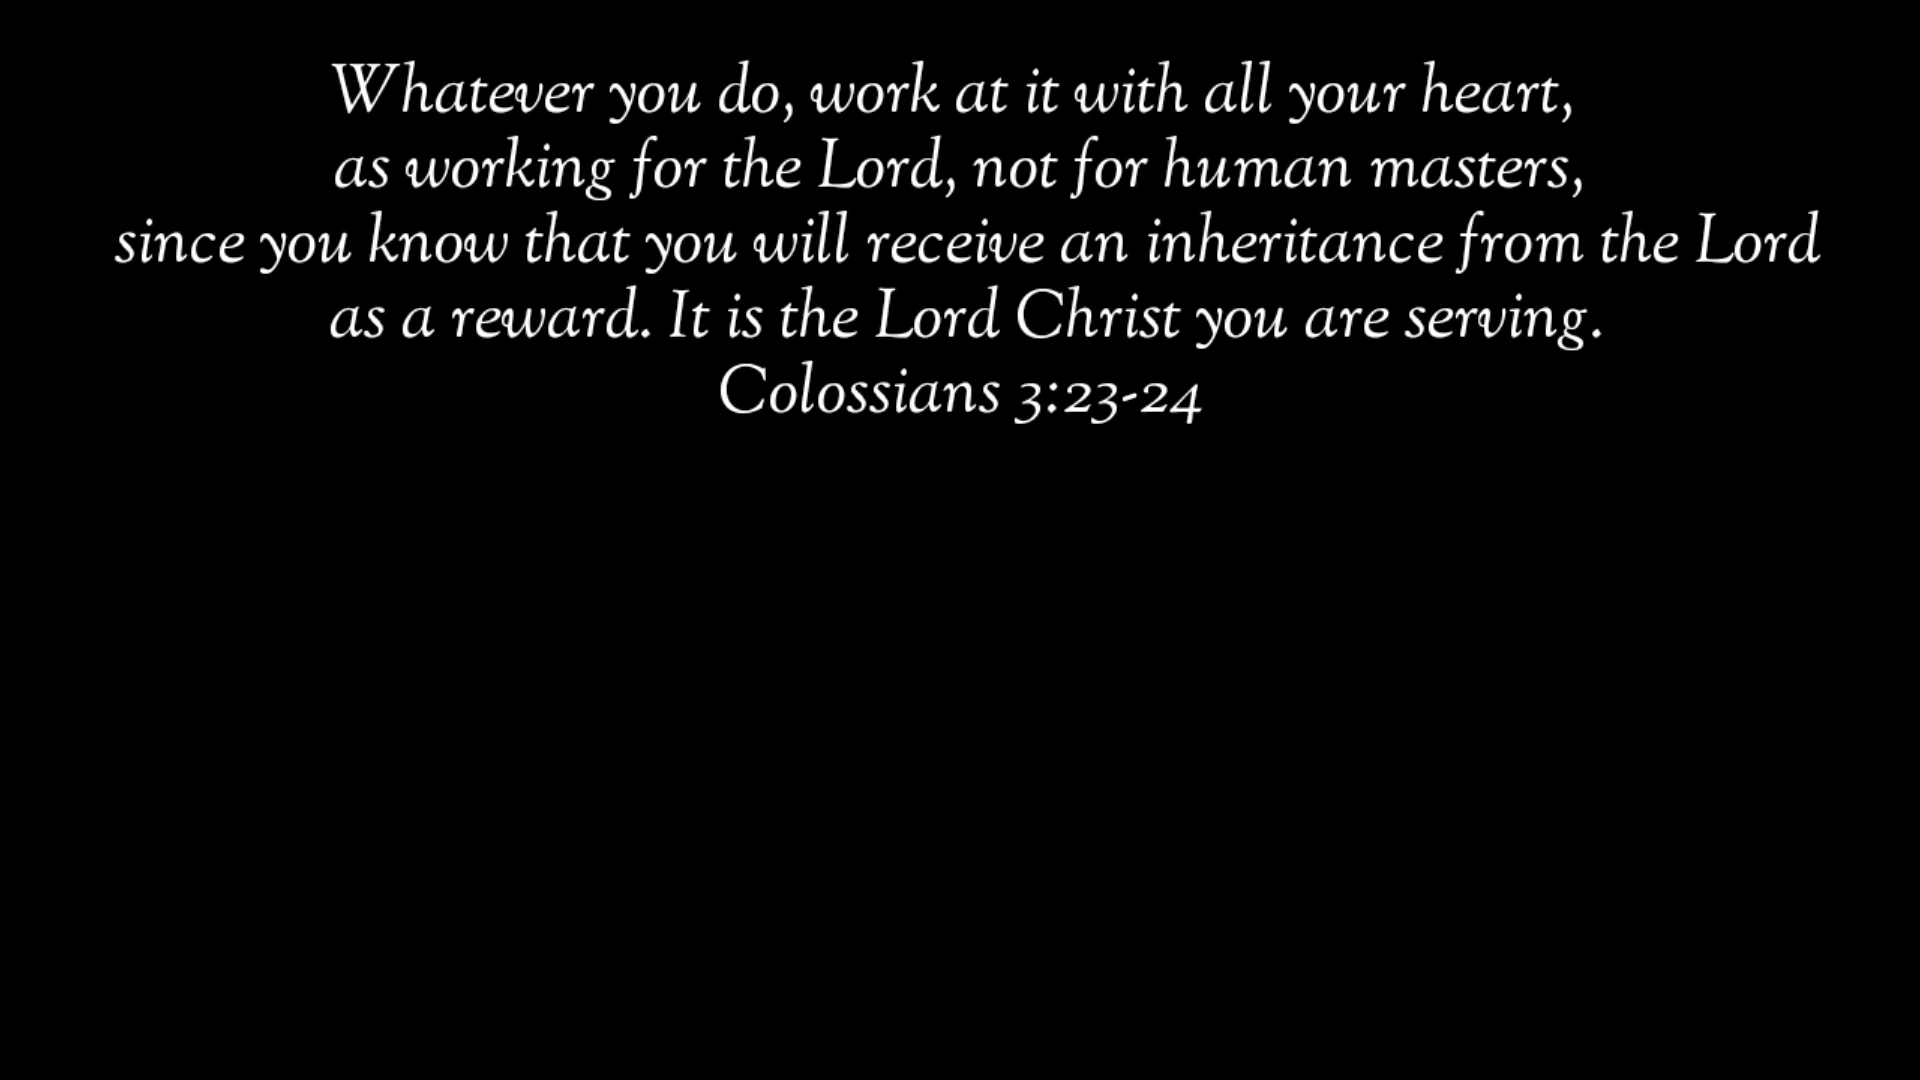 Whatever you do, work at it with all your heart,
as working for the Lord, not for human masters,
since you know that you will receive an inheritance from the Lord
as a reward. It is the Lord Christ you are serving.
Colossians 3:23-24